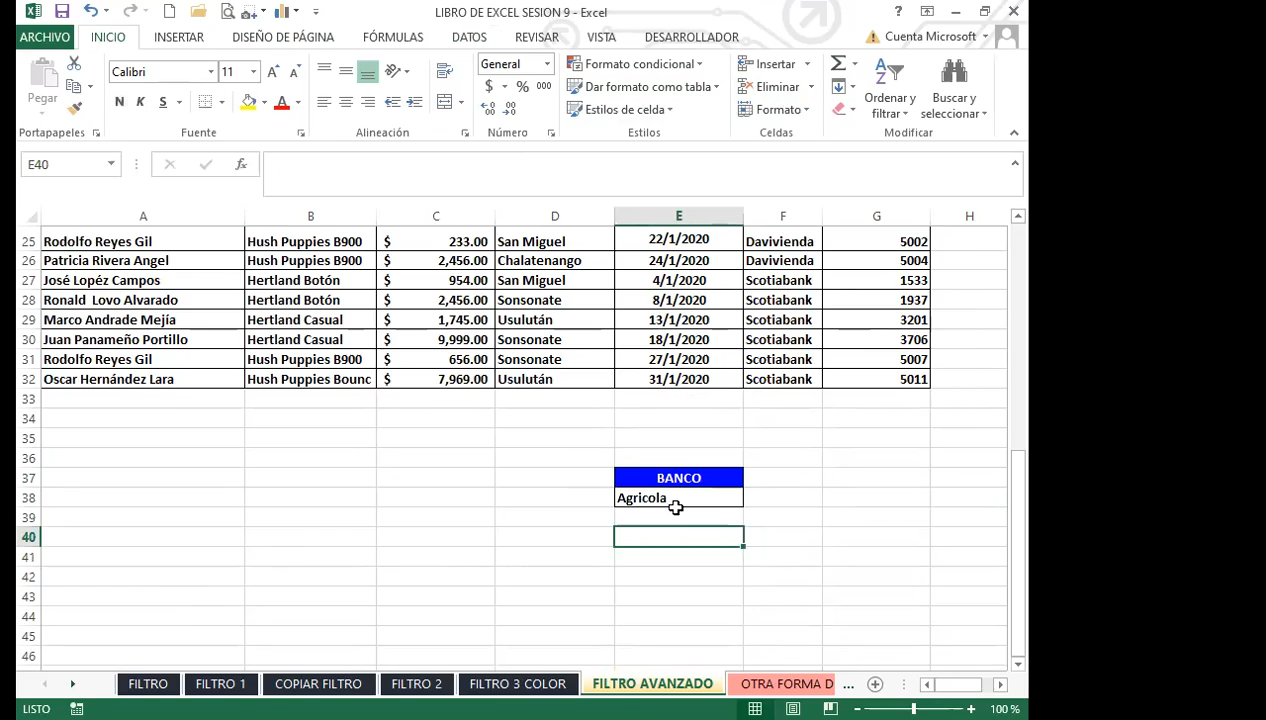 LIBRO DE EXCEL SESION 9 - Excel
ARCHIVO INICIO INSERTAR DISEÑO DE PÁGINA FÓRMULAS DATOS REVISAR VISTA DESARROLLADOR Cuenta Microsoft
Pegar
Portapapeles
Calibri 11
N K S
Fuente
Alineación
General
$ % 000
Número
Formato condicional
Dar formato como tabla
Estilos de celda
Estilos
Insertar
Eliminar
Formato
Celdas
Ordenar y filtrar
Buscar y seleccionar
Modificar
E40
A B C D E F G H
25 Rodolfo Reyes Gil Hush Puppies B900 $ 233.00 San Miguel 22/1/2020 Davivienda 5002
26 Patricia Rivera Angel Hush Puppies B900 $ 2,456.00 Chalatenango 24/1/2020 Davivienda 5004
27 José Lopéz Campos Hertland Botón $ 954.00 San Miguel 4/1/2020 Scotiabank 1533
28 Ronald Lovo Alvarado Hertland Botón $ 2,456.00 Sonsonate 8/1/2020 Scotiabank 1937
29 Marco Andrade Mejía Hertland Casual $ 1,745.00 Usulután 13/1/2020 Scotiabank 3201
30 Juan Panameño Portillo Hertland Casual $ 9,999.00 Sonsonate 18/1/2020 Scotiabank 3706
31 Rodolfo Reyes Gil Hush Puppies B900 $ 656.00 Sonsonate 27/1/2020 Scotiabank 5007
32 Oscar Hernández Lara Hush Puppies Bounc $ 7,969.00 Usulután 31/1/2020 Scotiabank 5011
33
34
35
36
37 BANCO
38 Agricola
39
40
41
42
43
44
45
46
FILTRO FILTRO 1 COPIAR FILTRO FILTRO 2 FILTRO 3 COLOR FILTRO AVANZADO OTRA FORMA D ...
LISTO 100 %